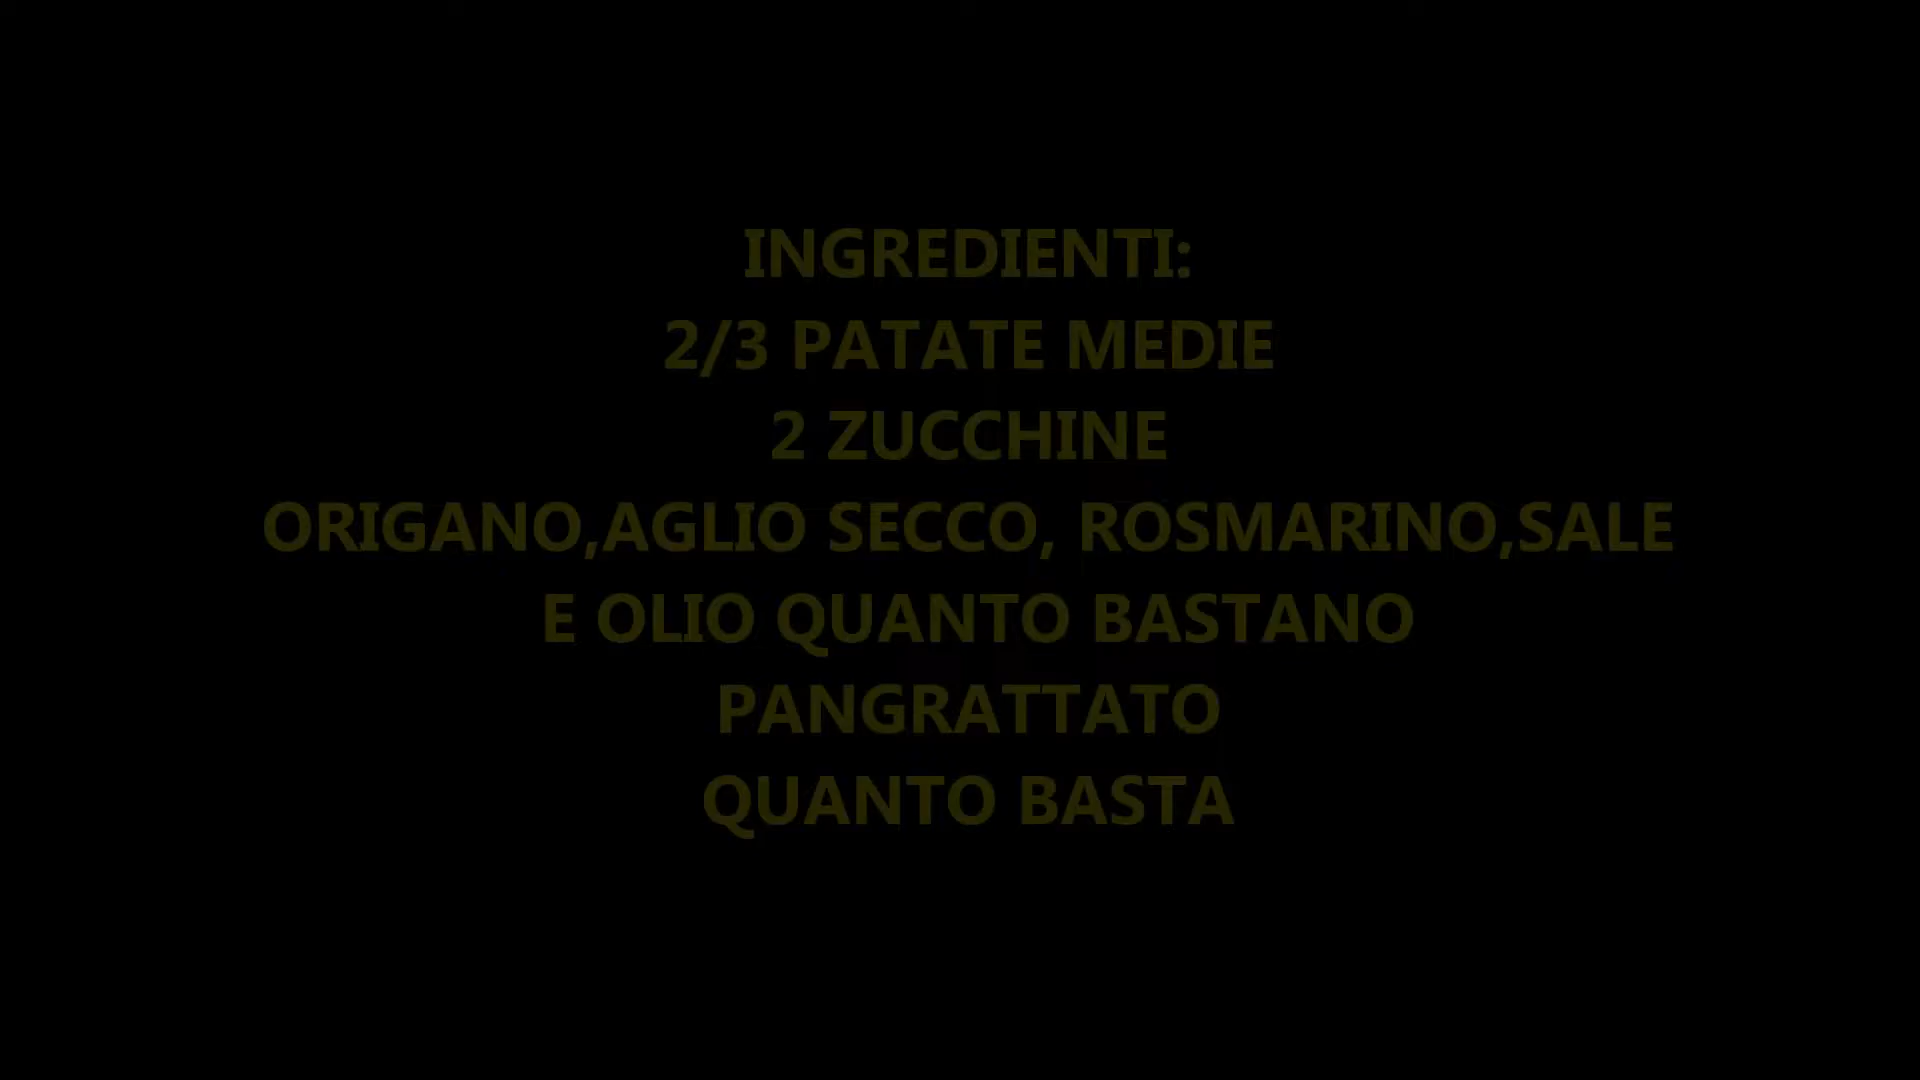 INGREDIENTI:
2/3 PATATE MEDIE
2 ZUCCHINE
ORIGANO,AGLIO SECCO, ROSMARINO,SALE
E OLIO QUANTO BASTANO
PANGRATTATO
QUANTO BASTA